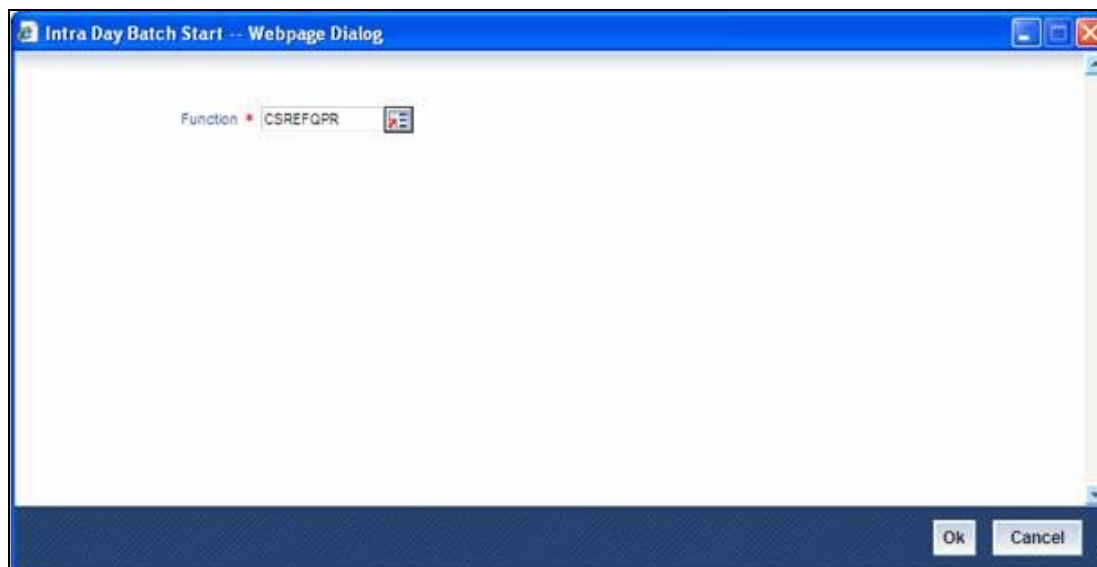 Intra Day Batch Start -- Webpage Dialog
Function * CSREFQPR
Ok Cancel